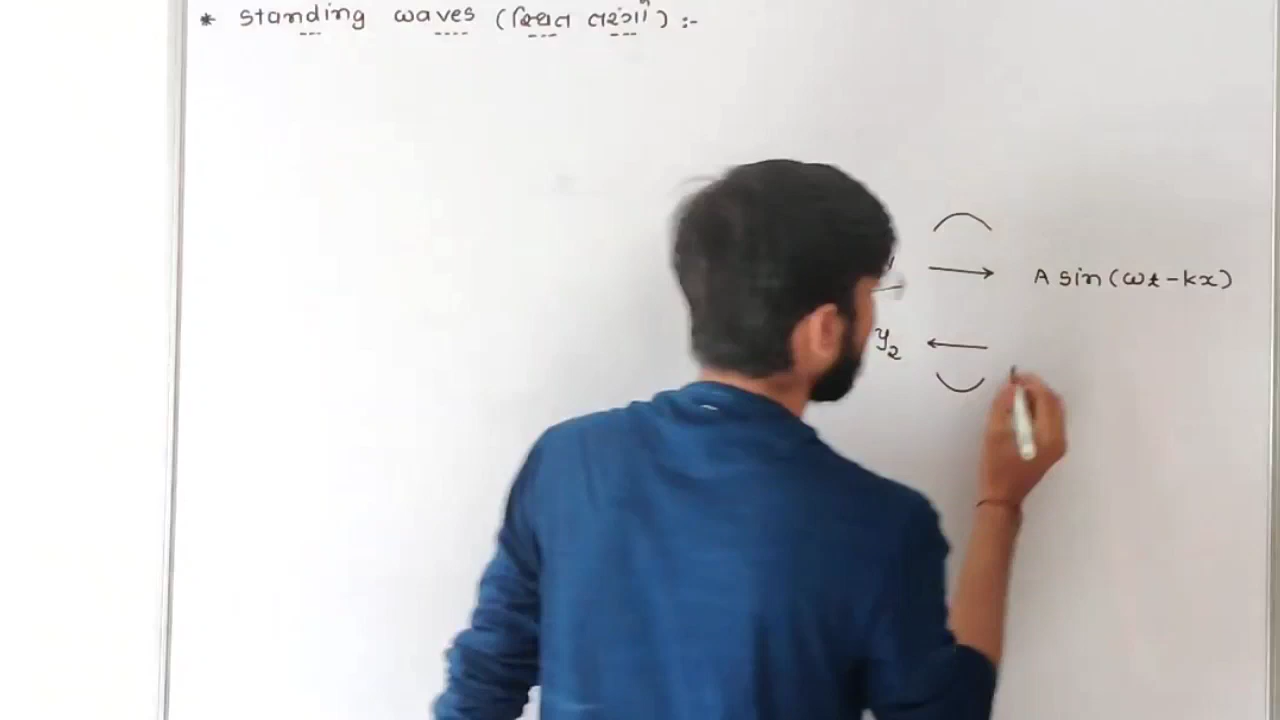 * Standing waves (સ્થિત તરંગો) :-
→ A sin(ωt-kx)
y₂ ←